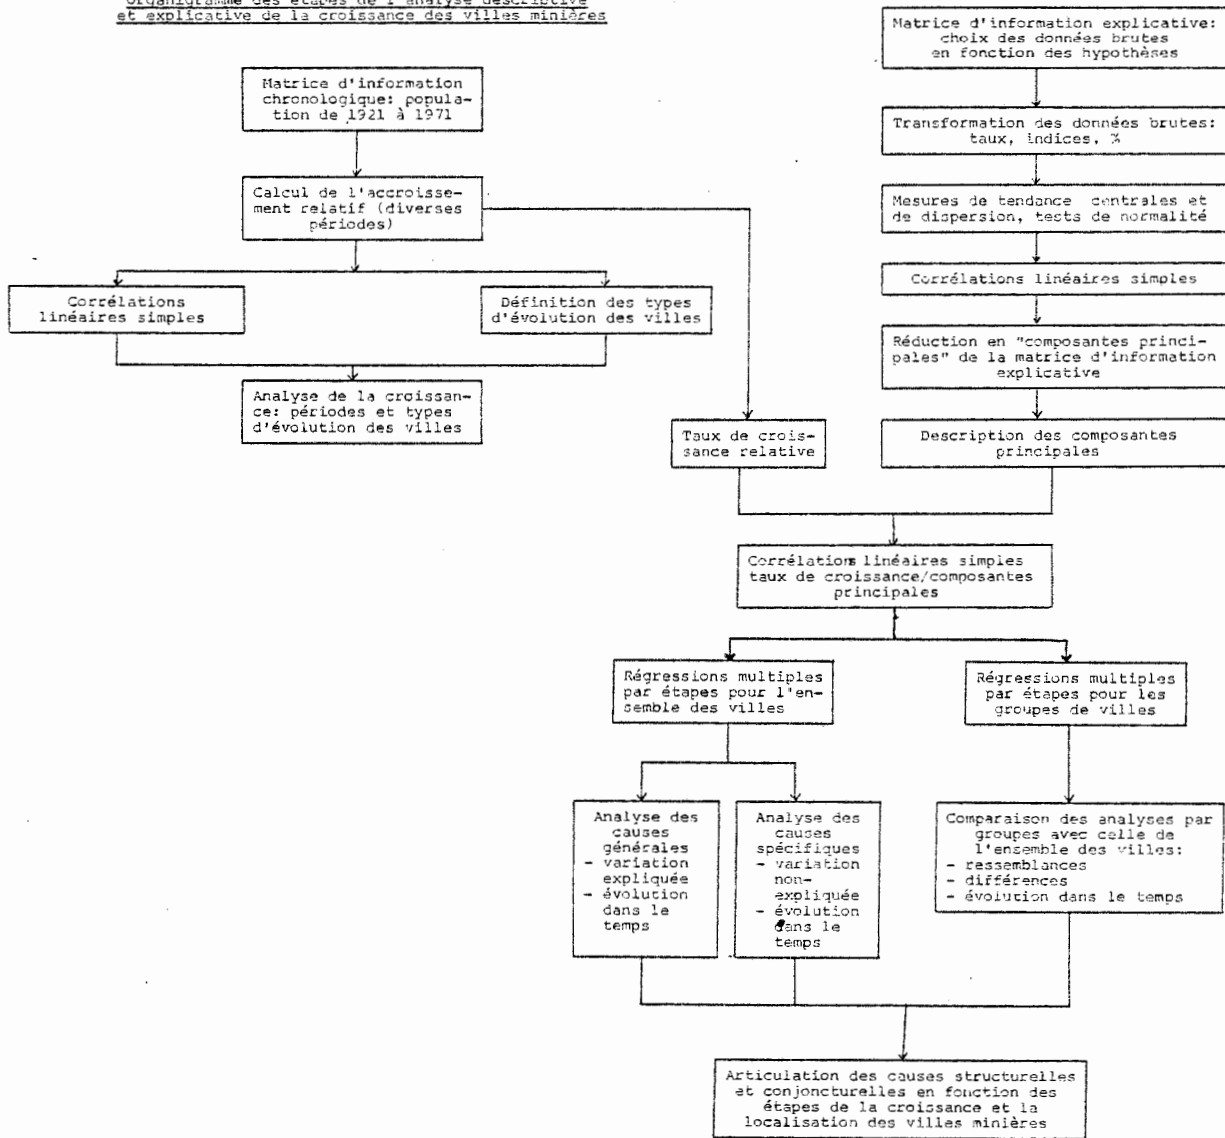 Organigramme des étapes de l'analyse descriptive
et explicative de la croissance des villes minières
Matrice d'information
chronologique: popula-
tion de 1921 à 1971
Calcul de l'accroisse-
ment relatif (diverses
périodes)
Corrélations
linéaires simples
Définition des types
d'évolution des villes
Analyse de la croissan-
ce: périodes et types
d'évolution des villes
Matrice d'information explicative:
choix des données brutes
en fonction des hypothèses
Transformation des données brutes:
taux, indices, %
Mesures de tendance centrales et
de dispersion, tests de normalité
Corrélations linéaires simples
Réduction en "composantes princi-
pales" de la matrice d'information
explicative
Taux de crois-
sance relative
Description des composantes
principales
Corrélations linéaires simples
taux de croissance/composantes
principales
Régressions multiples
par étapes pour l'en-
semble des villes
Régressions multiples
par étapes pour les
groupes de villes
Analyse des
causes
générales
- variation
expliquée
- évolution
dans le
temps
Analyse des
causes
spécifiques
- variation
non-
expliquée
- évolution
dans le
temps
Comparaison des analyses par
groupes avec celle de
l'ensemble des villes:
- ressemblances
- différences
- évolution dans le temps
Articulation des causes structurelles
et conjoncturelles en fonction des
étapes de la croissance et la
localisation des villes minières